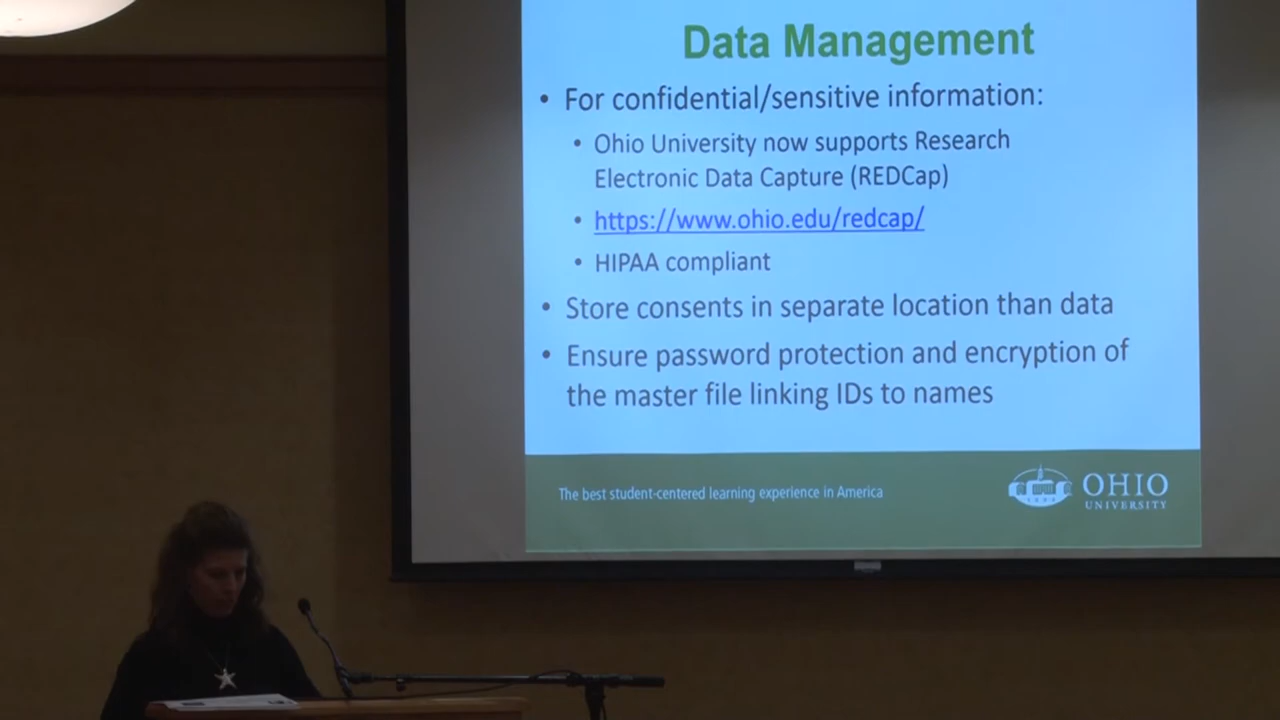 Data Management
• For confidential/sensitive information:
• Ohio University now supports Research
Electronic Data Capture (REDCap)
• https://www.ohio.edu/redcap/
• HIPAA compliant
• Store consents in separate location than data
• Ensure password protection and encryption of
the master file linking IDs to names
The best student-centered learning experience in America
OHIO
UNIVERSITY